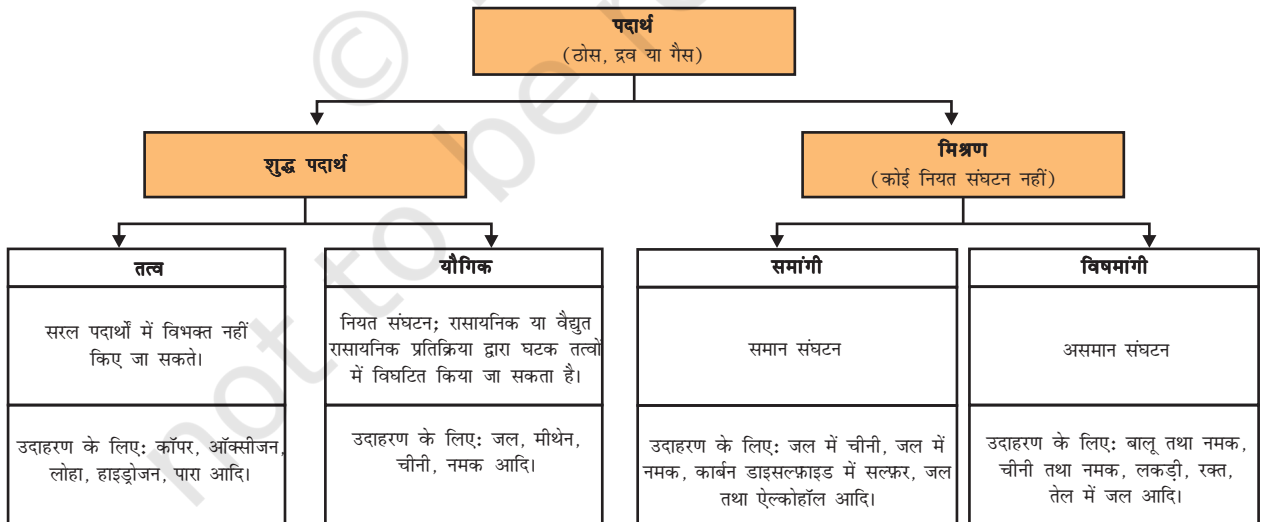 पदार्थ
(ठोस, द्रव या गैस)
शुद्ध पदार्थ
मिश्रण
(कोई नियत संघटन नहीं)
तत्व
सरल पदार्थों में विभक्त नहीं
किए जा सकते।
उदाहरण के लिए: कॉपर, ऑक्सीजन,
लोहा, हाइड्रोजन, पारा आदि।
यौगिक
नियत संघटन; रासायनिक या वैद्युत
रासायनिक प्रतिक्रिया द्वारा घटक तत्वों
में विघटित किया जा सकता है।
उदाहरण के लिए: जल, मीथेन,
चीनी, नमक आदि।
समांगी
समान संघटन
उदाहरण के लिए: जल में चीनी, जल में
नमक, कार्बन डाइसल्फ़ाइड में सल्फ़र, जल
तथा ऐल्कोहॉल आदि।
विषमांगी
असमान संघटन
उदाहरण के लिए: बालू तथा नमक,
चीनी तथा नमक, लकड़ी, रक्त,
तेल में जल आदि।
©
not to be r